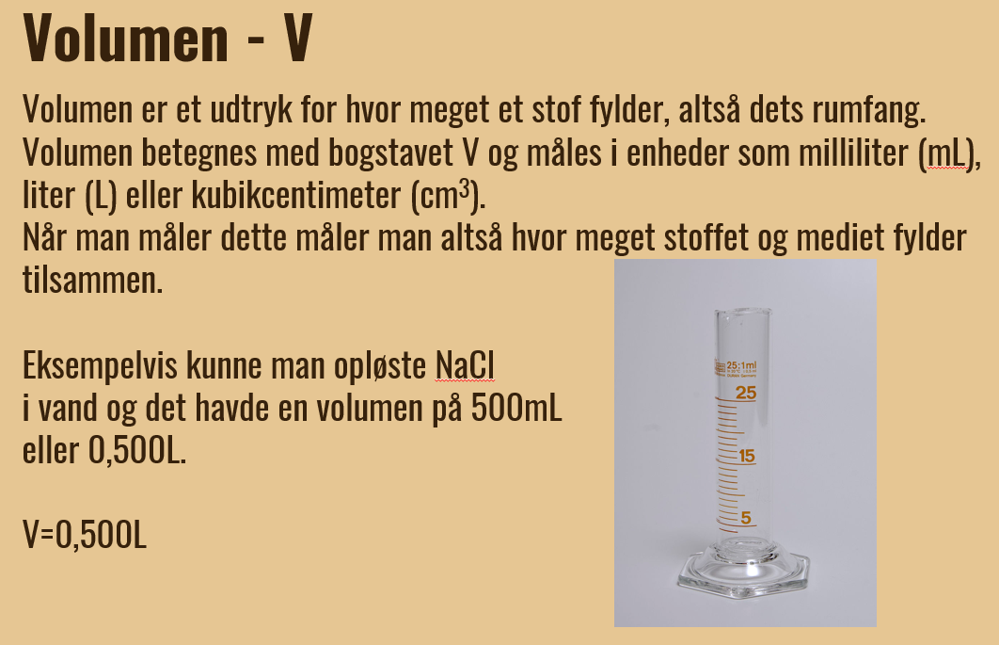 Volumen - V
Volumen er et udtryk for hvor meget et stof fylder, altså dets rumfang.
Volumen betegnes med bogstavet V og måles i enheder som milliliter (mL),
liter (L) eller kubikcentimeter (cm³).
Når man måler dette måler man altså hvor meget stoffet og mediet fylder
tilsammen.
Eksempelvis kunne man opløste NaCl
i vand og det havde en volumen på 500mL
eller 0,500L.
V=0,500L
25:1ml
25
15
5